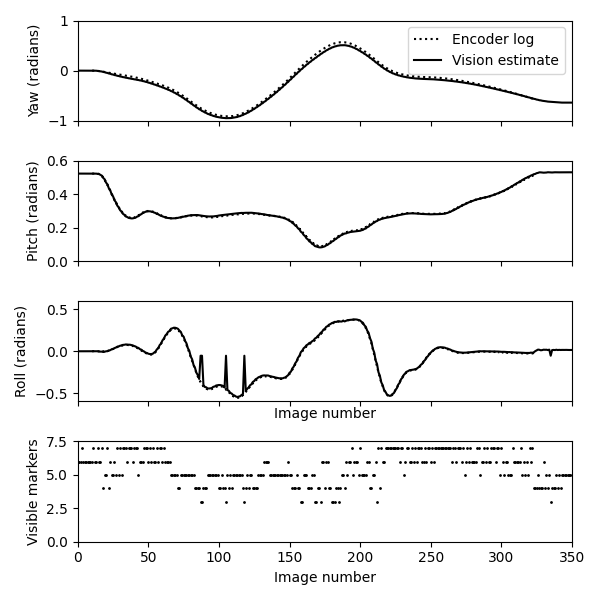 1
0
−1
Yaw (radians)
Encoder log
Vision estimate
0.6
0.4
0.2
0.0
Pitch (radians)
0.5
0.0
−0.5
Roll (radians)
Image number
7.5
5.0
2.5
0.0
Visible markers
0 50 100 150 200 250 300 350
Image number